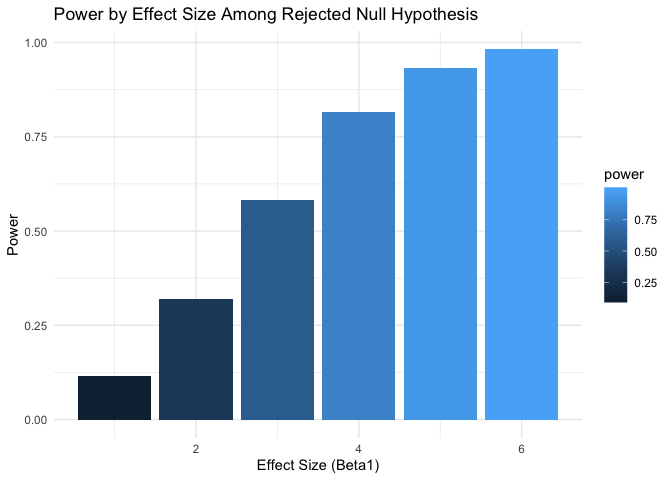 Power by Effect Size Among Rejected Null Hypothesis
1.00
0.75
0.50
0.25
0.00
Power
2
4
6
Effect Size (Beta1)
power
0.75
0.50
0.25